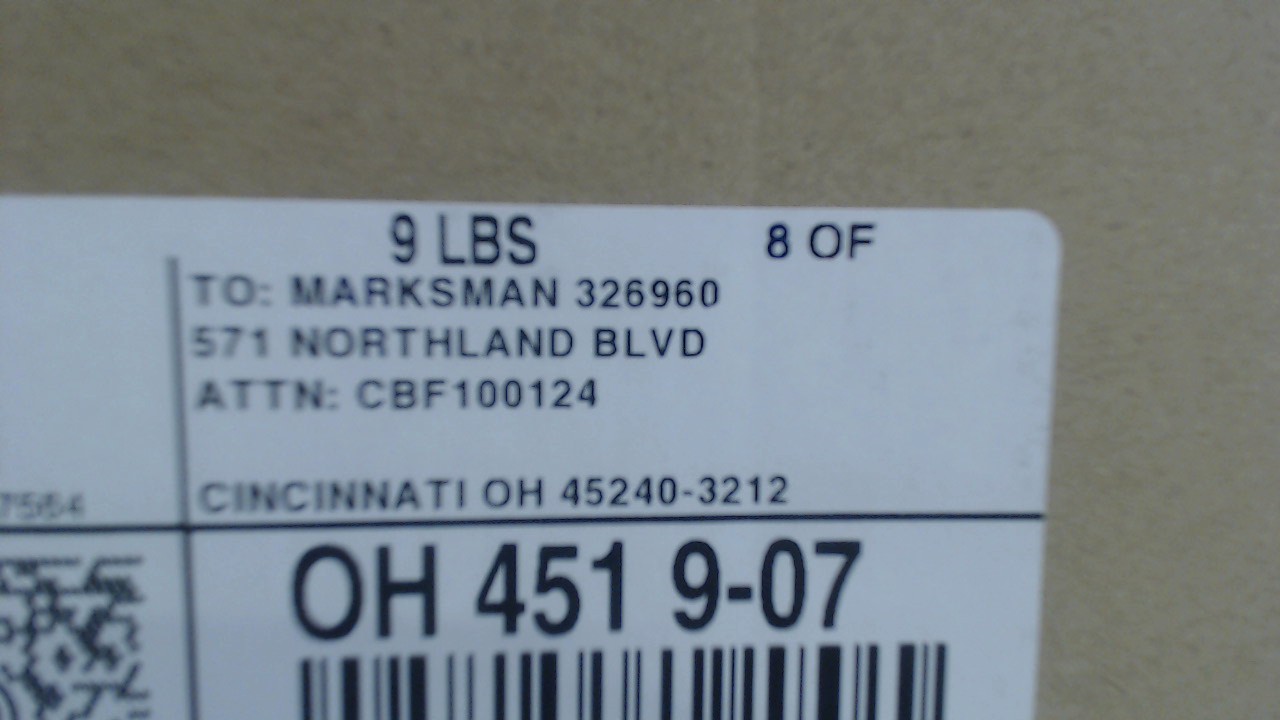 9 LBS 8 OF
TO: MARKSMAN 326960
571 NORTHLAND BLVD
ATTN: CBF100124
CINCINNATI OH 45240-3212
7564
OH 451 9-07